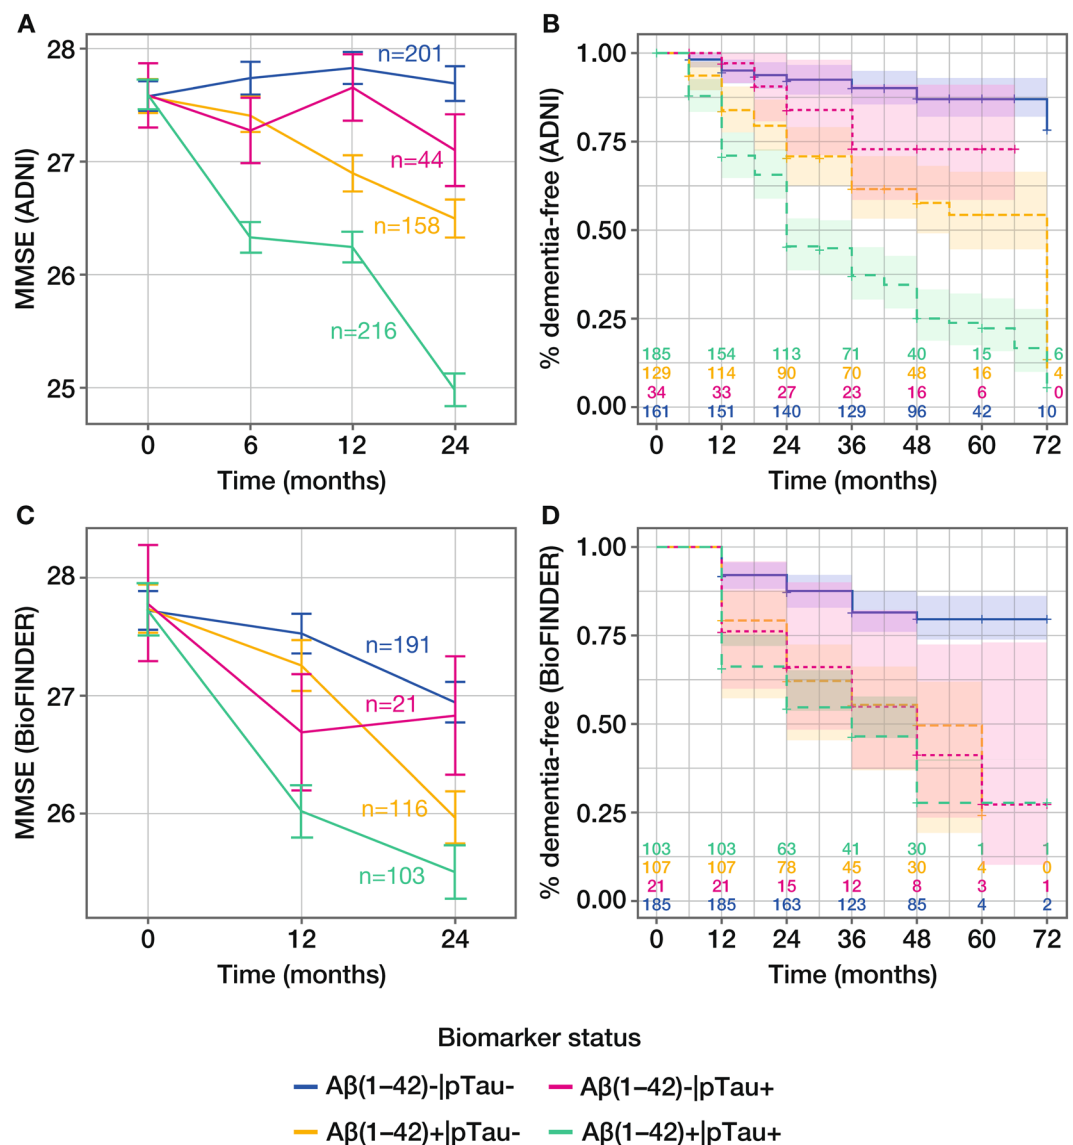 A
MMSE (ADNI)
28
27
26
25
n=201
n=44
n=158
n=216
0 6 12 24
Time (months)
B
% dementia-free (ADNI)
1.00
0.75
0.50
0.25
0.00
185 154 113 71 40 15 6
129 114 90 70 48 16 4
34 33 27 23 16 6 0
161 151 140 129 96 42 10
0 12 24 36 48 60 72
Time (months)
C
MMSE (BioFINDER)
28
27
26
n=191
n=21
n=116
n=103
0 12 24
Time (months)
D
% dementia-free (BioFINDER)
1.00
0.75
0.50
0.25
0.00
103 103 63 41 30 1 1
107 107 78 45 30 4 0
21 21 15 12 8 3 1
185 185 163 123 85 4 2
0 12 24 36 48 60 72
Time (months)
Biomarker status
Aβ(1–42)-|pTau- Aβ(1–42)-|pTau+
Aβ(1–42)+|pTau- Aβ(1–42)+|pTau+